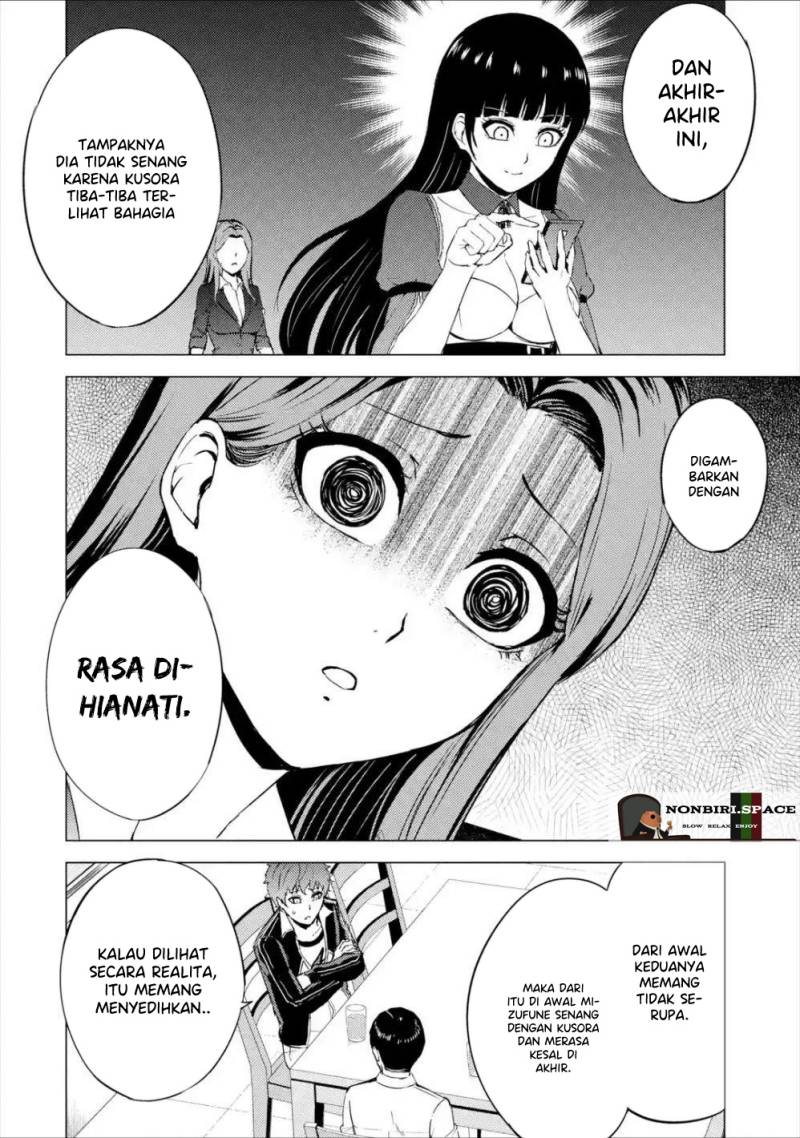 DAN
AKHIR-
AKHIR
INI,
TAMPAKNYA
DIA TIDAK SENANG
KARENA KUSORA
TIBA-TIBA TER-
LIHAT BAHAGIA
DIGAM-
BARKAN
DENGAN
RASA DI-
HIANATI.
NONBIRI.SPACE
SLOW RELAX ENJOY
DARI AWAL
KEDUANYA
MEMANG
TIDAK SE-
RUPA.
MAKA DARI
ITU DI AWAL MI-
ZUFUNE SENANG
DENGAN KUSORA
DAN MERASA
KESAL DI
AKHIR.
KALAU DILIHAT
SECARA REALITA,
ITU MEMANG
MENYEDIHKAN..